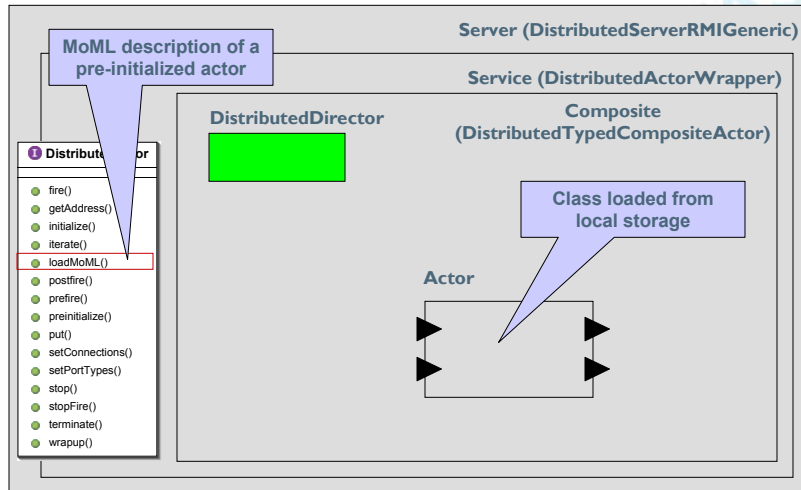 Server (DistributedServerRMIGeneric)
MoML description of a
pre-initialized actor
Service (DistributedActorWrapper)
DistributedDirector
Composite
(DistributedTypedCompositeActor)
I
fire()
getAddress()
initialize()
iterate()
loadMoML()
postfire()
prefire()
preinitialize()
put()
setConnections()
setPortTypes()
stop()
stopFire()
terminate()
wrapup()
Class loaded from
local storage
Actor